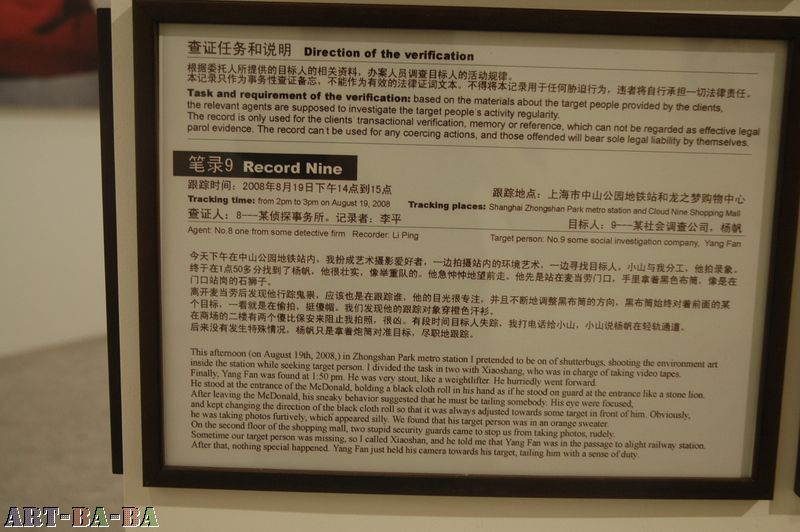 查证任务和说明 Direction of the verification
根据委托人所提供的目标人的相关资料，办案人员调查目标人的活动规律。
本记录只作为事务性查证备忘，不能作为有效的法律证词文本。不得将本记录用于任何胁迫行为，违者将自行承担一切法律责任。
Task and requirement of the verification: based on the materials about the target people provided by the clients,
the relevant agents are supposed to investigate the target people's activity regularity.
The record is only used for the clients' transactional verification, memory or reference, which can not be regarded as effective legal
parol evidence. The record can't be used for any coercing actions, and those offended will bear sole legal liability by themselves.
笔录9 Record Nine
跟踪时间：2008年8月19日下午14点到15点
跟踪地点：上海市中山公园地铁站和龙之梦购物中心
Tracking time: from 2pm to 3pm on August 19, 2008
Tracking places: Shanghai Zhongshan Park metro station and Cloud Nine Shopping Mall
查证人：8---某侦探事务所。记录者：李平
目标人：9---某社会调查公司，杨帆
Agent: No.8 one from some detective firm Recorder: Li Ping
Target person: No.9 some social investigation company, Yang Fan
今天下午在中山公园地铁站内，我扮成艺术摄影爱好者，一边拍摄站内的环境艺术，一边寻找目标人，小山与我分工，他拍录象。
终于在1点50多分找到了杨帆，他很壮实，像举重队的。他急忡忡地望前走。他先是站在麦当劳门口，手里拿着黑色布筒，像是在
门口站岗的石狮子。
离开麦当劳后发现他行踪鬼祟，应该也是在跟踪谁，他的目光很专注，并且不断地调整黑布筒的方向，黑布筒始终对着前面的某
个目标，一看就是在偷拍，挺傻帽。我们发现他的跟踪对象穿橙色汗衫。
在商场的二楼有两个傻比保安来阻止我拍照，很凶。有段时间目标人失踪，我打电话给小山，小山说杨帆在轻轨通道。
后来没有发生特殊情况，杨帆只是拿着炮筒对准目标，尽职地跟踪。
This afternoon (on August 19th, 2008,) in Zhongshan Park metro station I pretended to be on of shutterbugs, shooting the environment art
inside the station while seeking target person. I divided the task in two with Xiaoshang, who was in charge of taking video tapes.
Finally, Yang Fan was found at 1:50 pm. He was very stout, like a weightlifter. He hurriedly went forward.
He stood at the entrance of the McDonald, holding a black cloth roll in his hand as if he stood on guard at the entrance like a stone lion.
After leaving the McDonald, his sneaky behavior suggested that he must be tailing somebody. His eye were focused,
and kept changing the direction of the black cloth roll so that it was always adjusted towards some target in front of him. Obviously,
he was taking photos furtively, which appeared silly. We found that his target person was in an orange sweater.
On the second floor of the shopping mall, two stupid security guards came to stop us from taking photos, rudely.
Sometime our target person was missing, so I called Xiaoshan, and he told me that Yang Fan was in the passage to alight railway station.
After that, nothing special happened. Yang Fan just held his camera towards his target, tailing him with a sense of duty.
ART-BA-BA